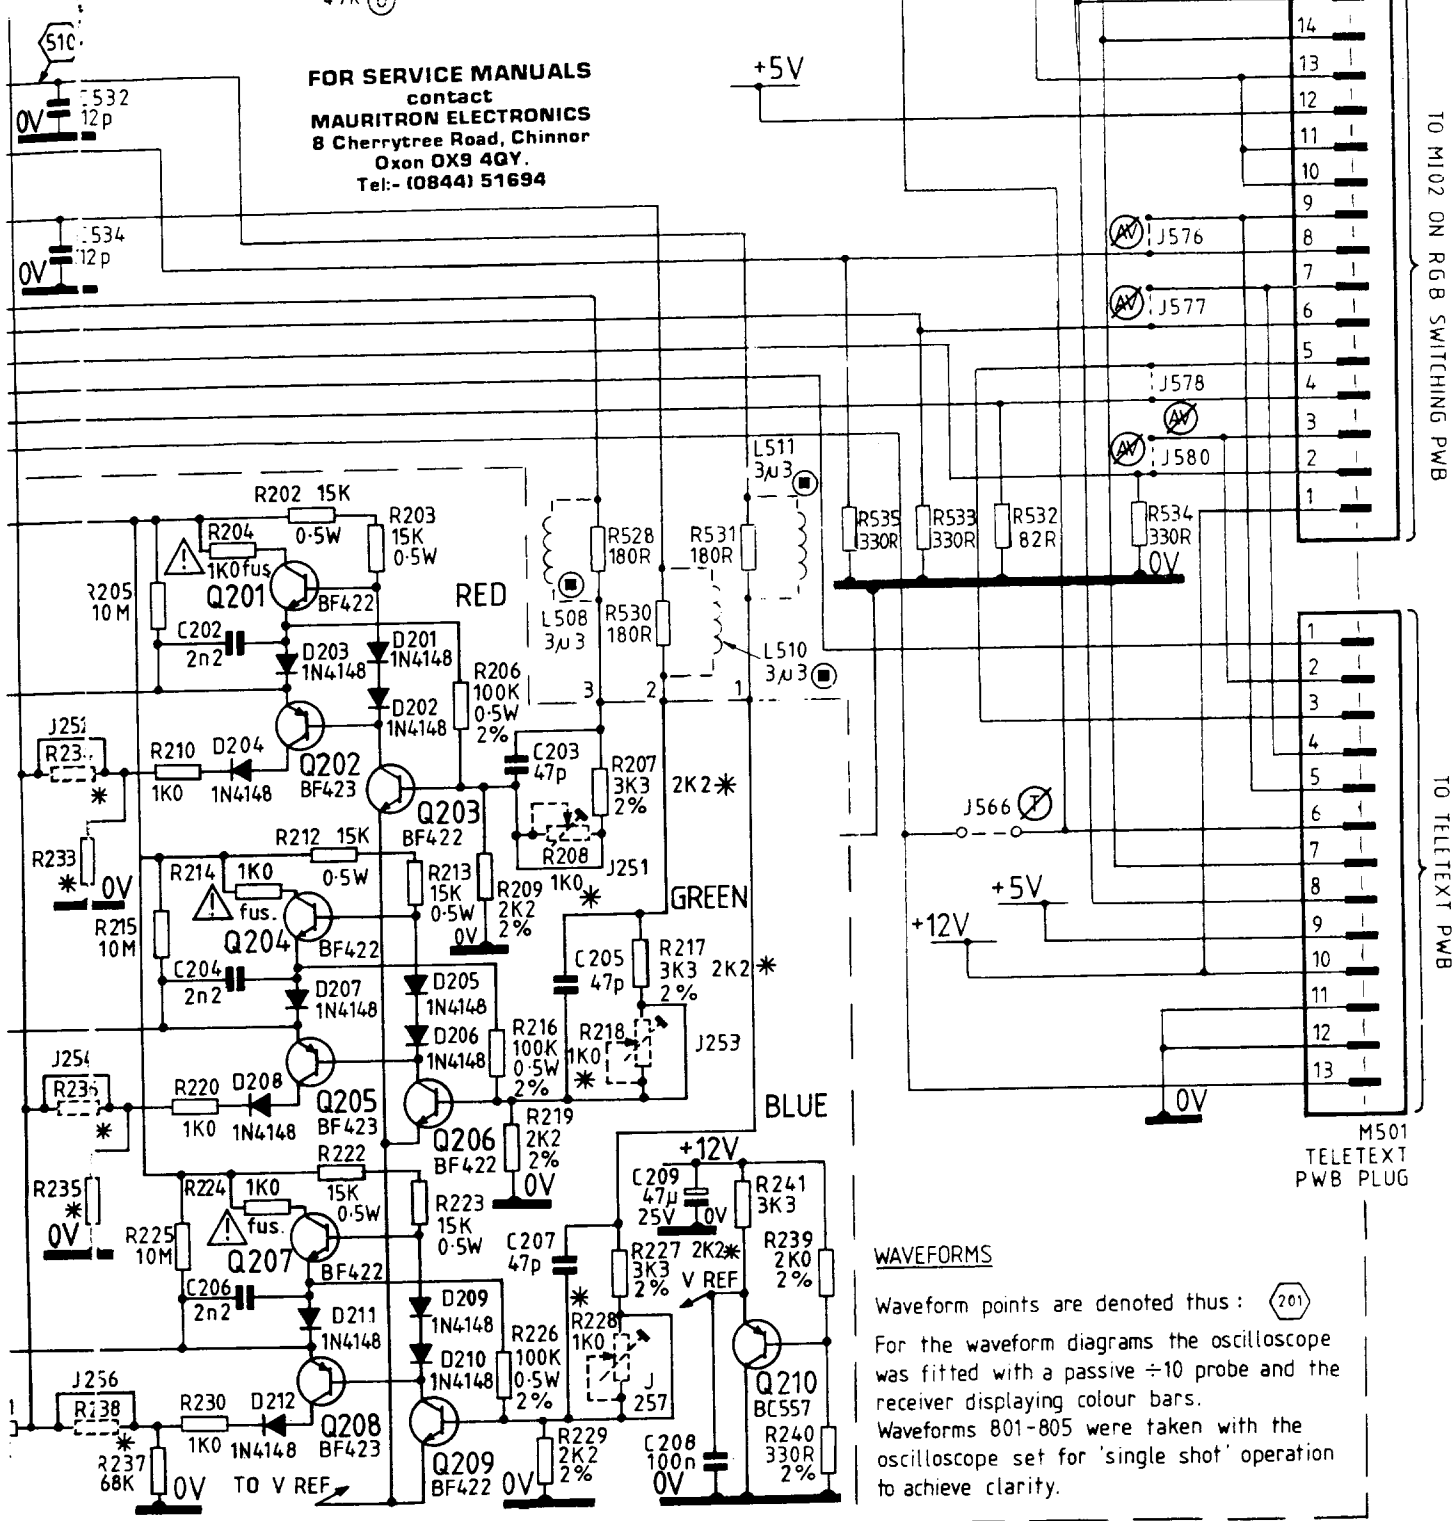 510
C532
12p
0V
FOR SERVICE MANUALS
contact
MAURITRON ELECTRONICS
8 Cherrytree Road, Chinnor
Oxon OX9 4QY.
Tel:- (0844) 51694
+5V
14
13
12
11
10
9
8
7
6
5
4
3
2
1
TO M102 ON RGB SWITCHING PWB
C534
12p
0V
AV
J576
AV
J577
J578
AV
AV
J580
L511
3µ3
R202 15K
0·5W
R203
15K
0·5W
R204
1K0fus
Q201
BF422
RED
R205
10M
C202
2n2
D203
1N4148
D201
1N4148
D202
1N4148
R206
100K
0·5W
2%
R528
180R
L508
3µ3
R530
180R
R531
180R
L510
3µ3
R535
330R
R533
330R
R532
82R
R534
330R
0V
3
2
1
R210
1K0
D204
1N4148
Q202
BF423
Q203
BF422
C203
47p
R207
3K3
2%
2K2*
R208
1K0
*
J251
R233
*
0V
R212 15K
0·5W
R213
15K
0·5W
R209
2K2
2%
0V
R214
1K0
fus.
Q204
BF422
R215
10M
GREEN
C204
2n2
D207
1N4148
D205
1N4148
D206
1N4148
R216
100K
0·5W
2%
C205
47p
R217
3K3
2%
2K2*
R218
1K0
*
J253
R220
1K0
D208
1N4148
Q205
BF423
Q206
BF422
R219
2K2
2%
0V
BLUE
R235
*
0V
R222
15K
0·5W
R223
15K
0·5W
R224
1K0
fus.
Q207
BF422
R225
10M
C206
2n2
D211
1N4148
D209
1N4148
D210
1N4148
R226
100K
0·5W
2%
C207
47p
*
R227
3K3
2%
2K2*
R228
1K0
J
257
+12V
C209
47µ
25V
0V
R241
3K3
R239
2K0
2%
V REF
Q210
BC557
R240
330R
2%
C208
100n
0V
J256
R238
*
R237
68K
0V
R230
1K0
D212
1N4148
Q208
BF423
Q209
BF422
R229
2K2
2%
0V
TO V REF
J566
T
+5V
+12V
1
2
3
4
5
6
7
8
9
10
11
12
13
0V
TO TELETEXT PWB
M501
TELETEXT
PWB PLUG
WAVEFORMS
Waveform points are denoted thus : 201
For the waveform diagrams the oscilloscope
was fitted with a passive ÷10 probe and the
receiver displaying colour bars.
Waveforms 801-805 were taken with the
oscilloscope set for 'single shot' operation
to achieve clarity.